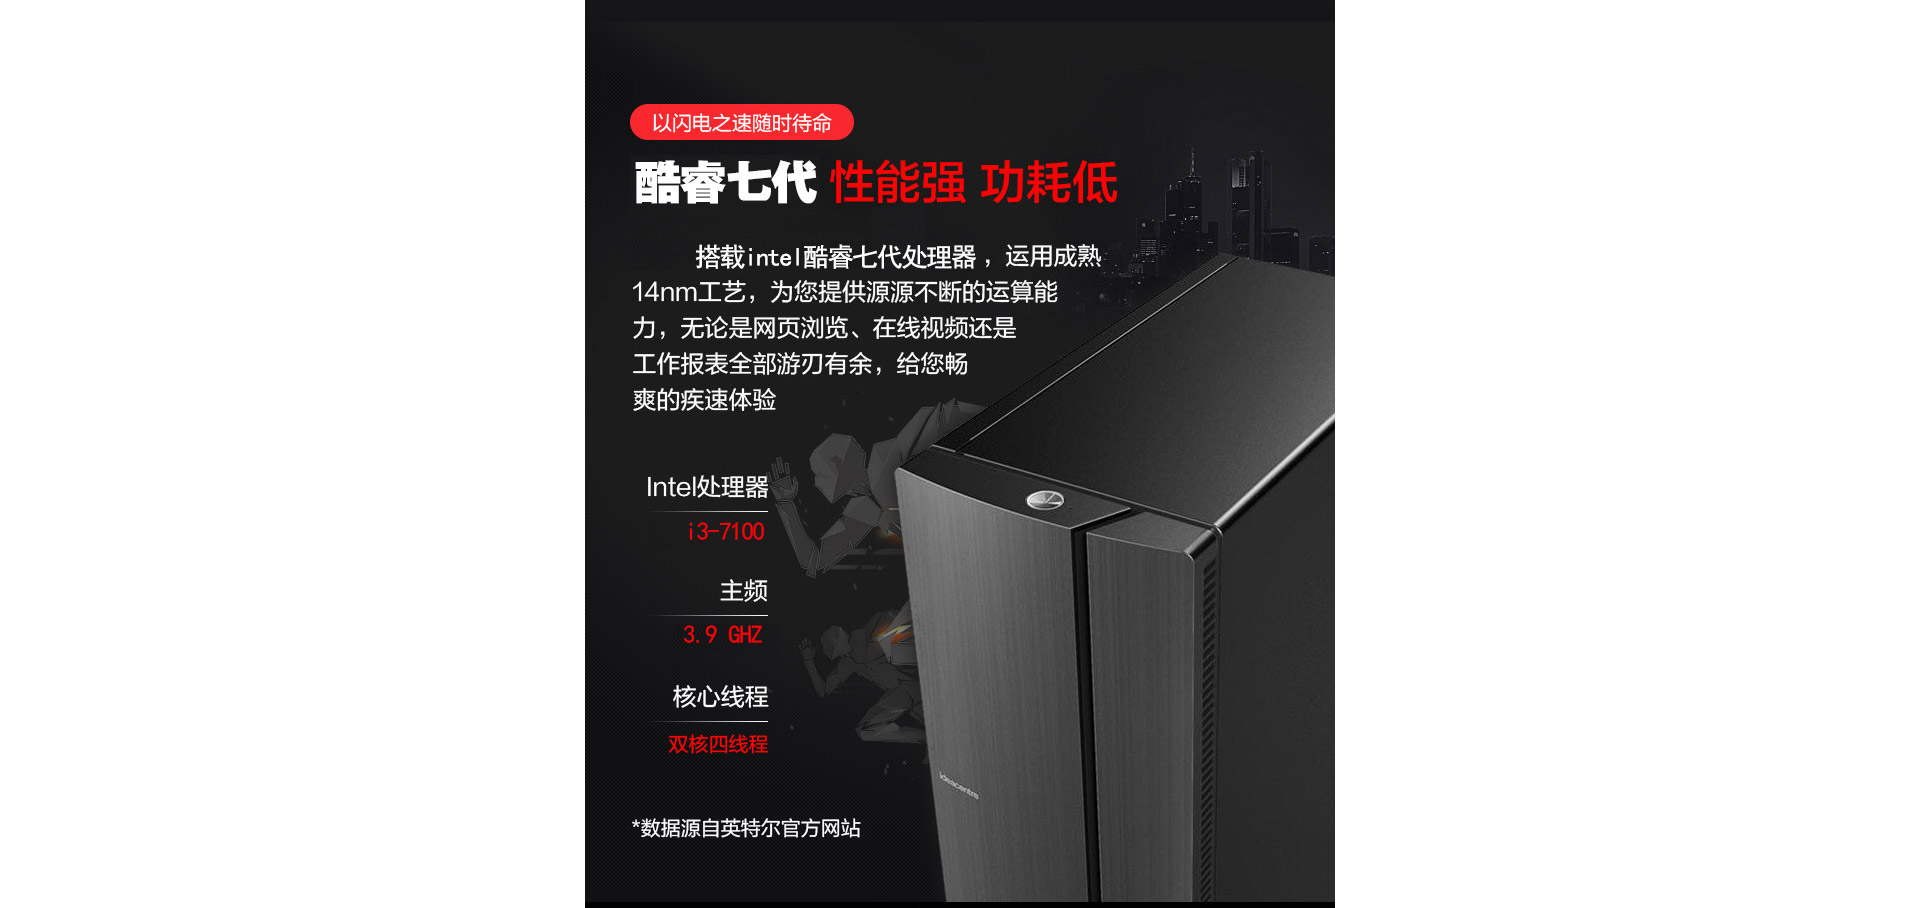 以闪电之速随时待命
酷睿七代 性能强 功耗低
搭载intel酷睿七代处理器，运用成熟
14nm工艺，为您提供源源不断的运算能
力，无论是网页浏览、在线视频还是
工作报表全部游刃有余，给您畅
爽的疾速体验
Intel处理器
i3-7100
主频
3.9 GHZ
核心线程
双核四线程
ideacentre
*数据源自英特尔官方网站